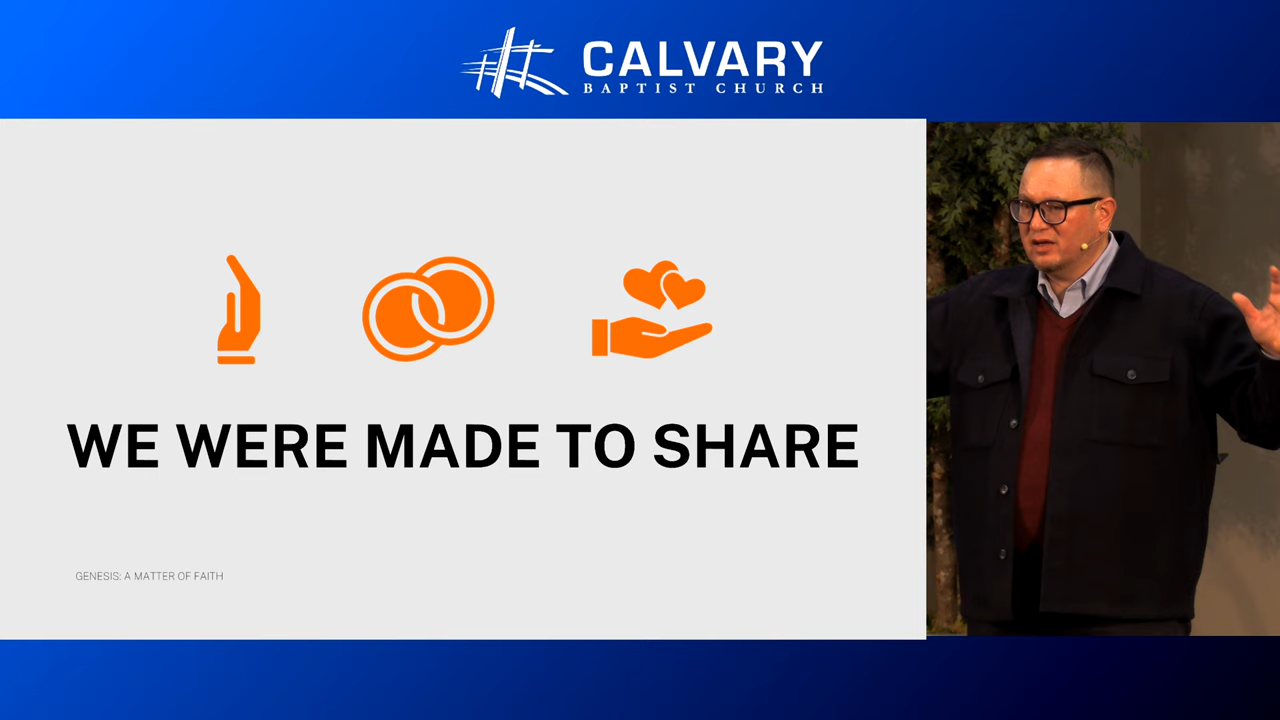 CALVARY
BAPTIST CHURCH
WE WERE MADE TO SHARE
GENESIS: A MATTER OF FAITH